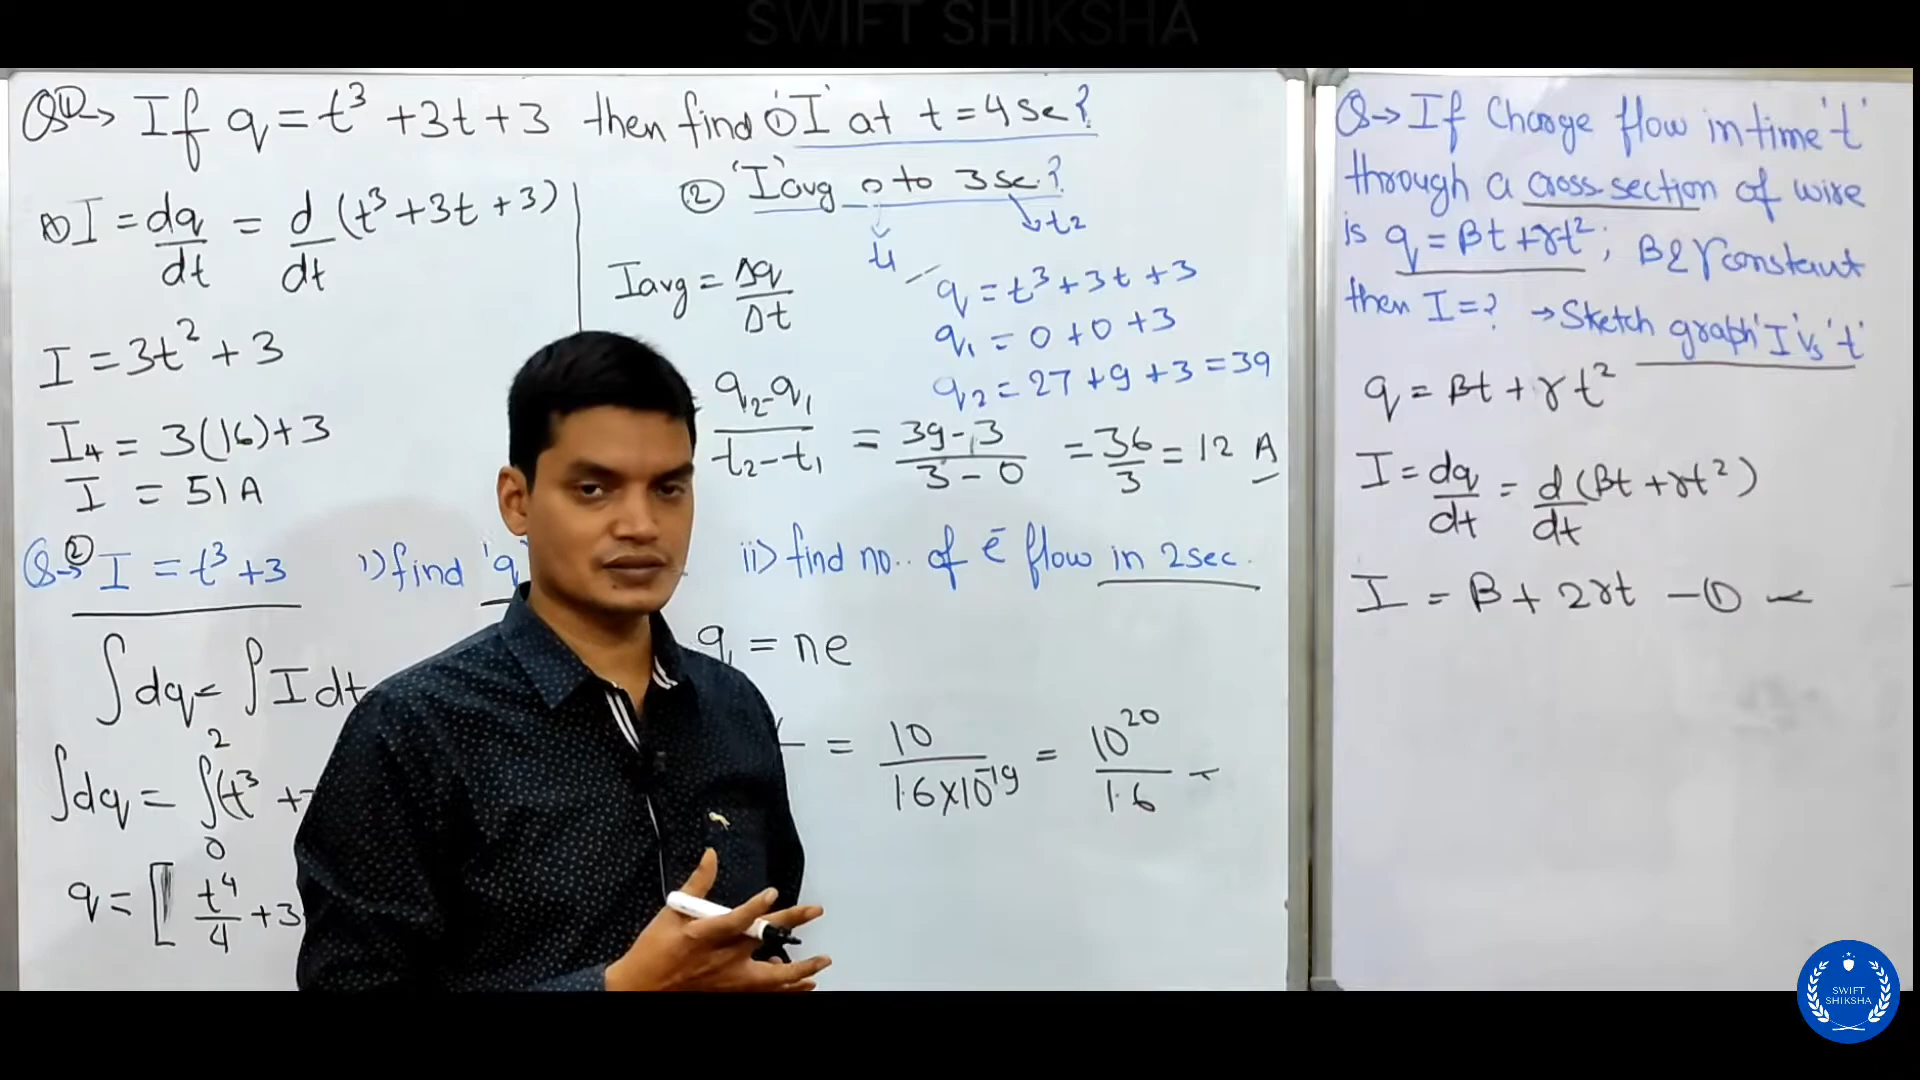 SWIFT SHIKSHA
Q① → If q = t³ + 3t + 3 then find ① 'I' at t = 4 sec?
② 'I'avg 0 to 3 sec?
t₁
t₂
① I = dq/dt = d/dt (t³ + 3t + 3)
I = 3t² + 3
I₄ = 3(16) + 3
I = 51 A
Iavg = Δq/Δt
q = t³ + 3t + 3
q₁ = 0 + 0 + 3
q₂ = 27 + 9 + 3 = 39
q₂ - q₁ / t₂ - t₁ = 39 - 3 / 3 - 0 = 36/3 = 12 A
Q② → I = t³ + 3 i) find 'q'
ii) find no. of e̅ flow in 2 sec.
∫dq = ∫I dt
∫dq = ∫₀² (t³ +
q = [ t⁴/4 + 3
q = ne
= 10 / 1.6×10⁻¹⁹ = 10²⁰ / 1.6
Q → If Charge flow in time 't'
through a cross section of wire
is q = βt + γt² ; β & γ constant
then I = ? → Sketch graph 'I' vs 't'
q = βt + γt²
I = dq/dt = d/dt (βt + γt²)
I = β + 2γt — ①
SWIFT
SHIKSHA